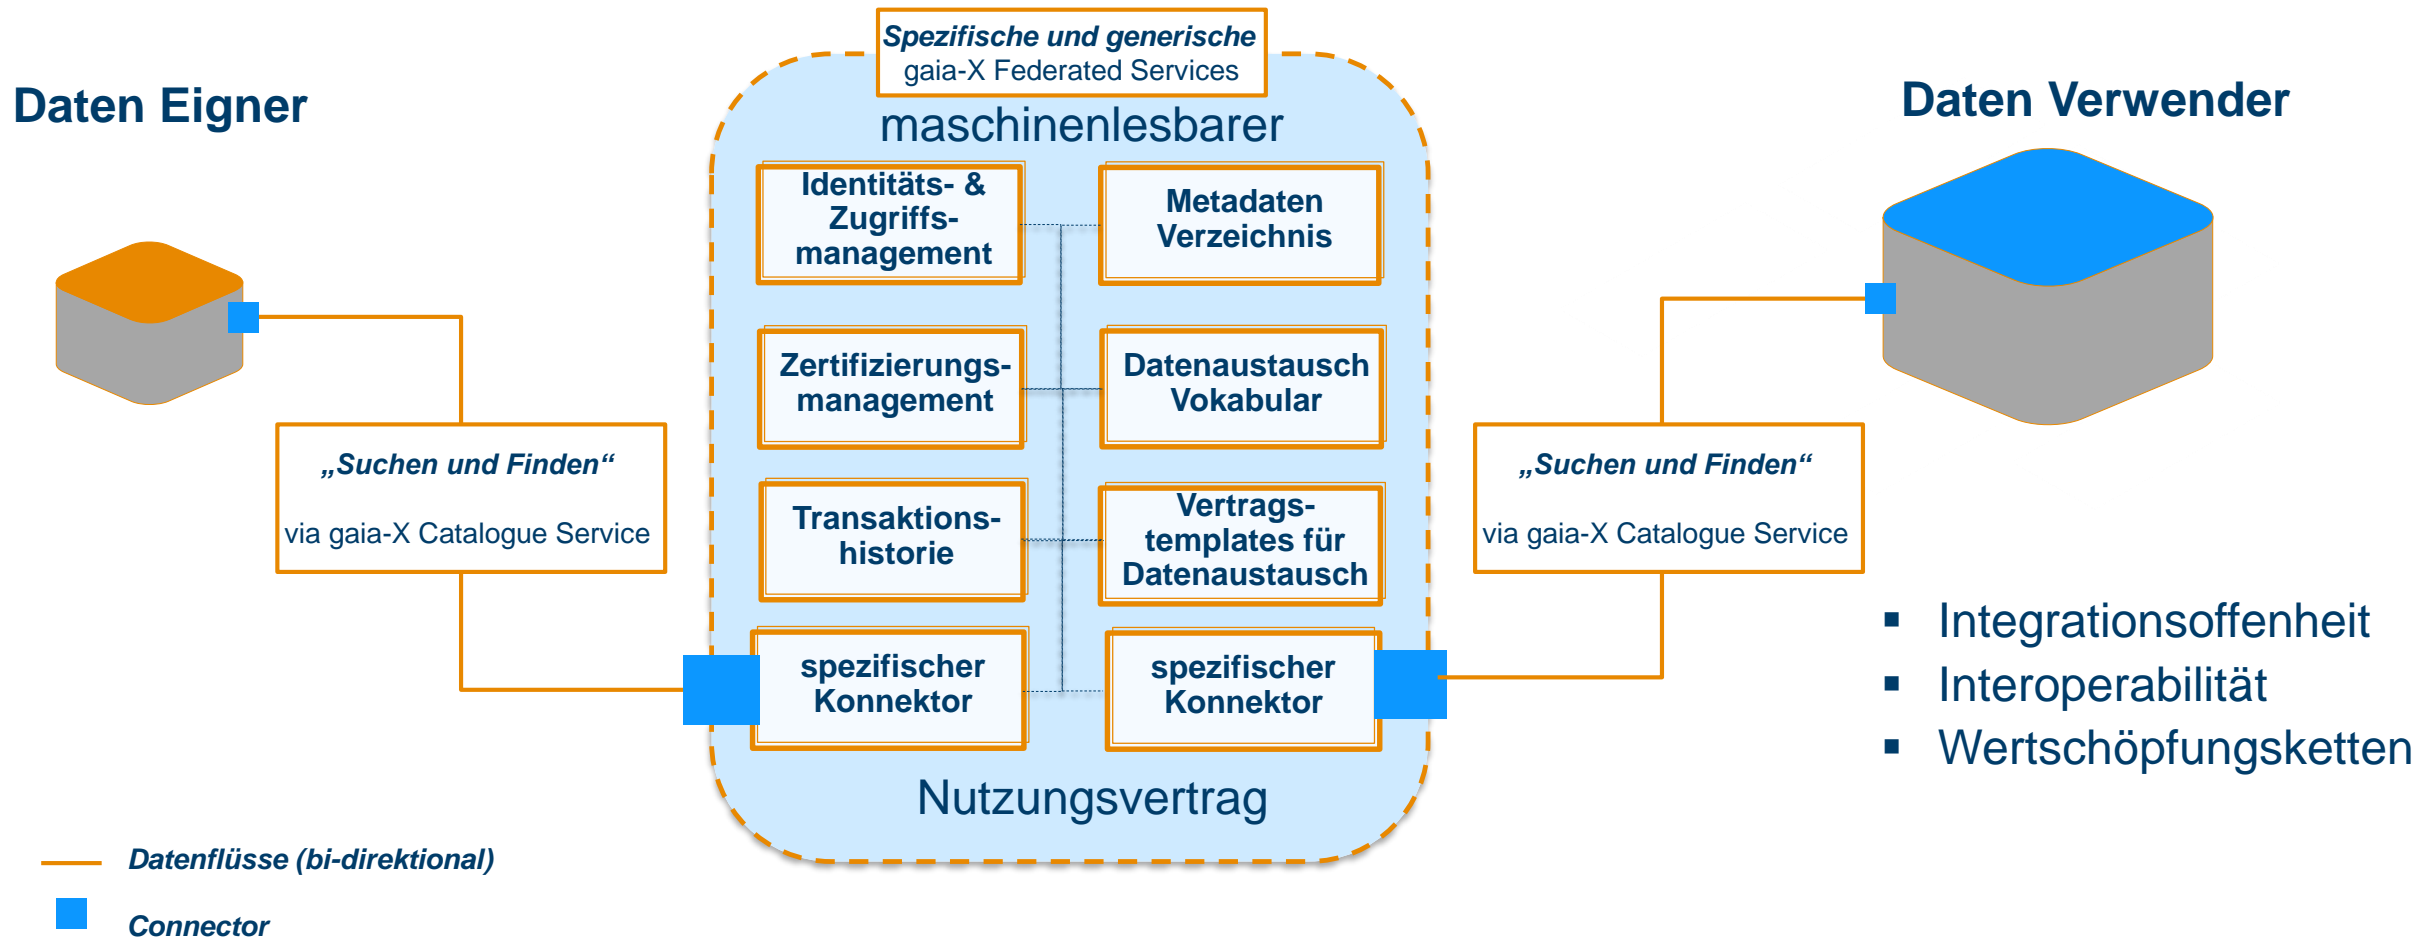 Spezifische und generische
gaia-X Federated Services
Daten Eigner
Daten Verwender
maschinenlesbarer
Identitäts- &
Zugriffs-
management
Metadaten
Verzeichnis
Zertifizierungs-
management
Datenaustausch
Vokabular
Transaktions-
historie
Vertrags-
templates für
Datenaustausch
spezifischer
Konnektor
spezifischer
Konnektor
Nutzungsvertrag
„Suchen und Finden“
via gaia-X Catalogue Service
„Suchen und Finden“
via gaia-X Catalogue Service
▪ Integrationsoffenheit
▪ Interoperabilität
▪ Wertschöpfungsketten
Datenflüsse (bi-direktional)
Connector